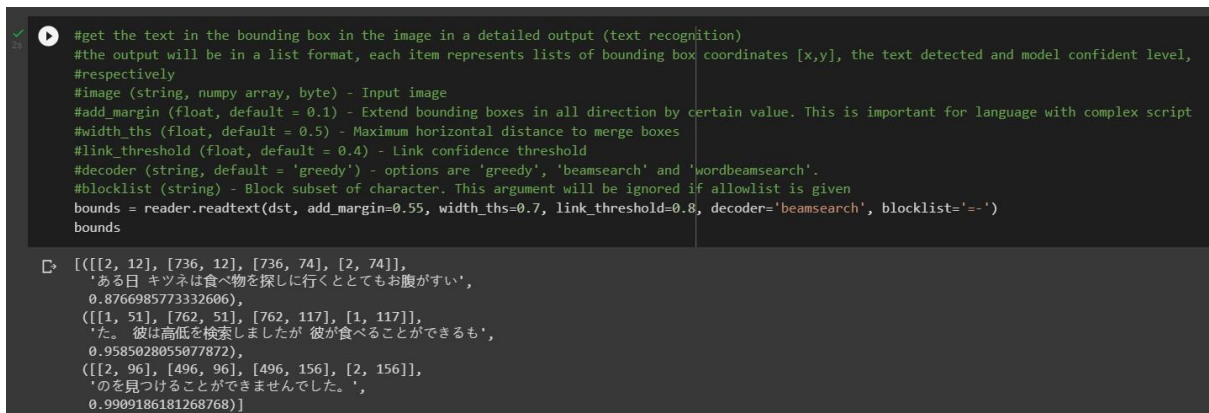 2s
#get the text in the bounding box in the image in a detailed output (text recognition)
#the output will be in a list format, each item represents lists of bounding box coordinates [x,y], the text detected and model confident level,
#respectively
#image (string, numpy array, byte) - Input image
#add_margin (float, default = 0.1) - Extend bounding boxes in all direction by certain value. This is important for language with complex script
#width_ths (float, default = 0.5) - Maximum horizontal distance to merge boxes
#link_threshold (float, default = 0.4) - Link confidence threshold
#decoder (string, default = 'greedy') - options are 'greedy', 'beamsearch' and 'wordbeamsearch'.
#blocklist (string) - Block subset of character. This argument will be ignored if allowlist is given
bounds = reader.readtext(dst, add_margin=0.55, width_ths=0.7, link_threshold=0.8, decoder='beamsearch', blocklist='=-')
bounds
[([[2, 12], [736, 12], [736, 74], [2, 74]],
'ある日 キツネは食べ物を探しに行くととてもお腹がすい',
0.8766985773332606),
([[1, 51], [762, 51], [762, 117], [1, 117]],
'た。 彼は高低を検索しましたが 彼が食べることができるも',
0.9585028055077872),
([[2, 96], [496, 96], [496, 156], [2, 156]],
'のを見つけることができませんでした。',
0.9909186181268768)]